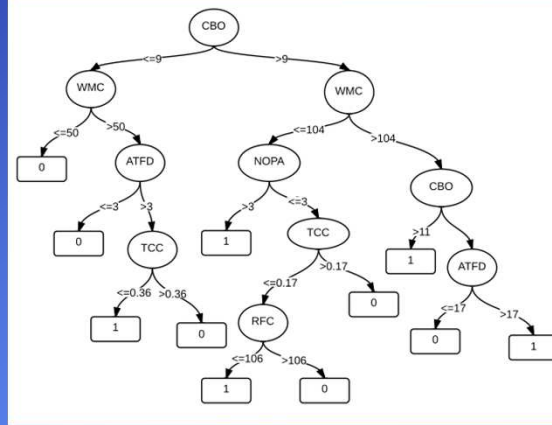 CBO
<=9 >9
WMC WMC
<=50 >50 <=104 >104
0 ATFD NOPA CBO
<=3 >3 >3 <=3 >11
0 TCC 1 TCC 1 ATFD
<=0.36 >0.36 <=0.17 >0.17 <=17 >17
1 0 RFC 0 0 1
<=106 >106
1 0